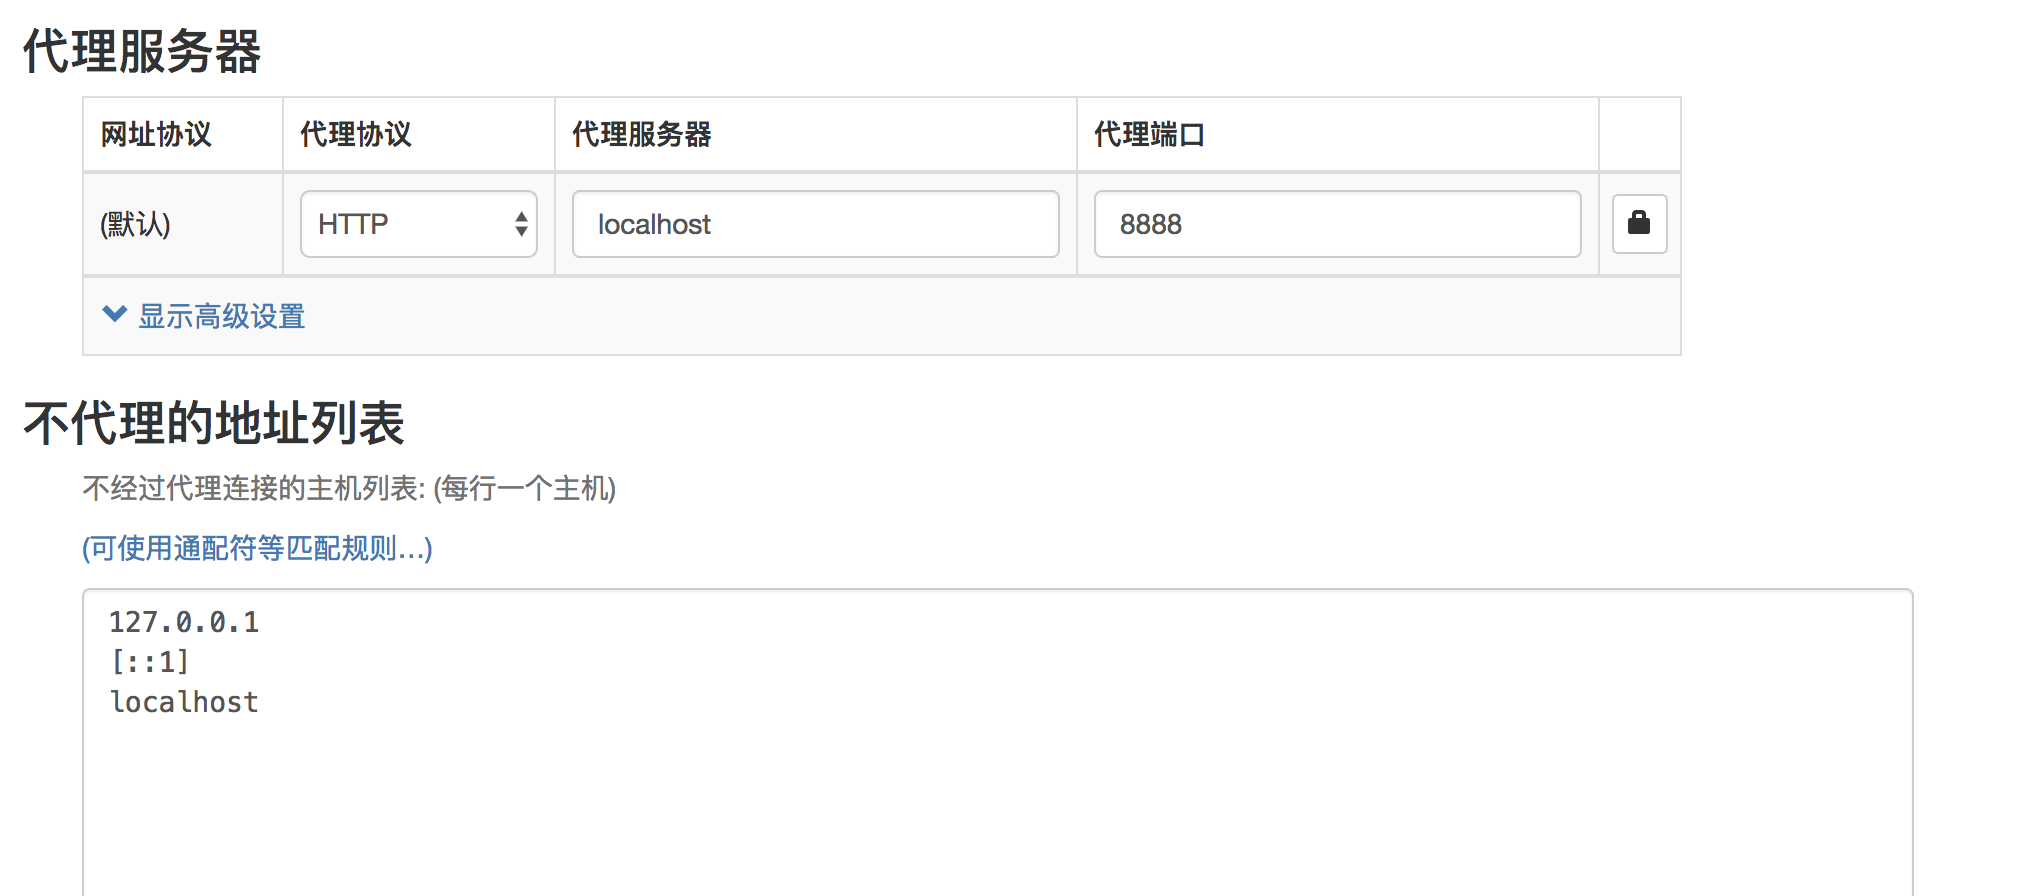 代理服务器
网址协议 代理协议 代理服务器 代理端口
(默认) HTTP localhost 8888
显示高级设置
不代理的地址列表
不经过代理连接的主机列表: (每行一个主机)
(可使用通配符等匹配规则…)
127.0.0.1
[::1]
localhost